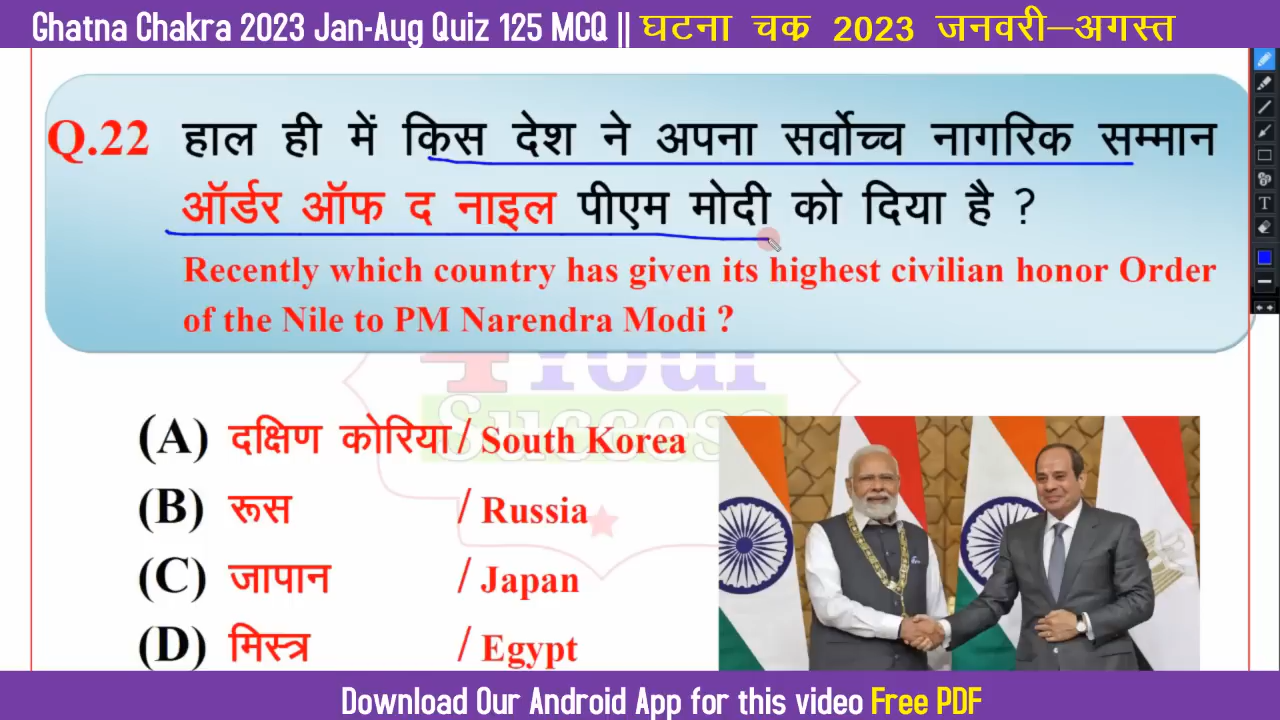 Ghatna Chakra 2023 Jan-Aug Quiz 125 MCQ || घटना चक्र 2023 जनवरी–अगस्त
Q.22 हाल ही में किस देश ने अपना सर्वोच्च नागरिक सम्मान
ऑर्डर ऑफ द नाइल पीएम मोदी को दिया है ?
Recently which country has given its highest civilian honor Order
of the Nile to PM Narendra Modi ?
4Your
Success
(A) दक्षिण कोरिया / South Korea
(B) रूस / Russia
(C) जापान / Japan
(D) मिस्त्र / Egypt
Download Our Android App for this video Free PDF